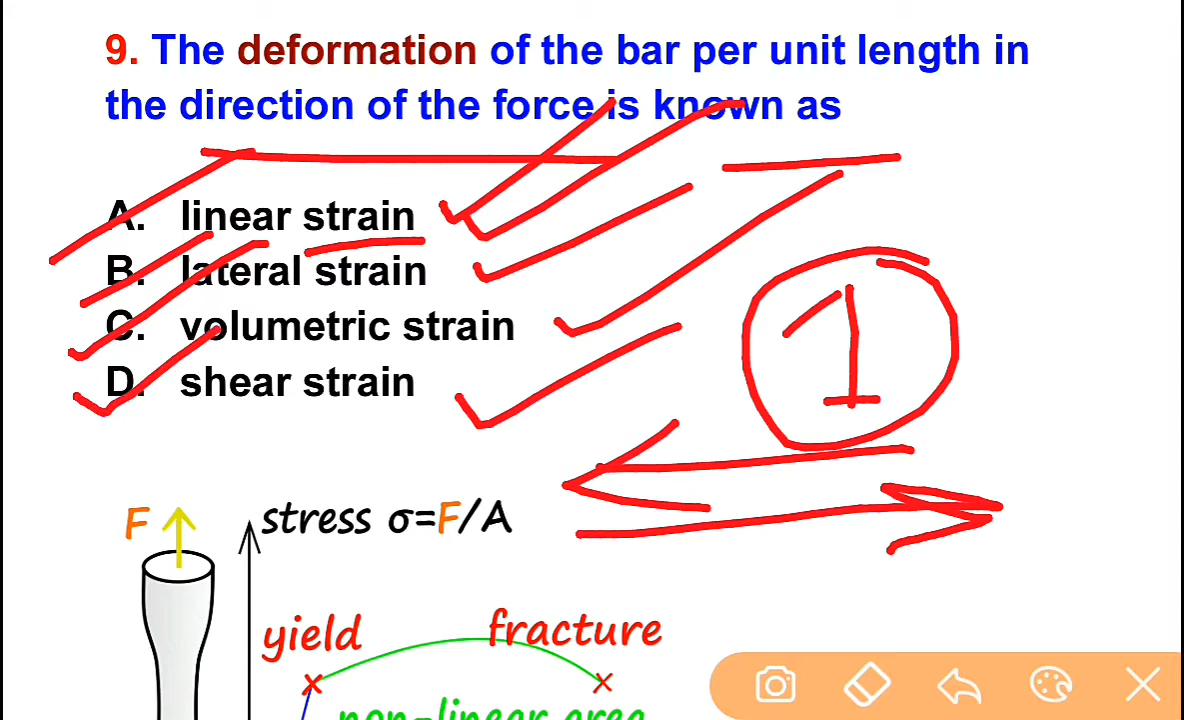 9. The deformation of the bar per unit length in
the direction of the force is known as
A. linear strain
B. lateral strain
C. volumetric strain
D. shear strain
1
F
stress σ=F/A
yield
fracture
non-linear area